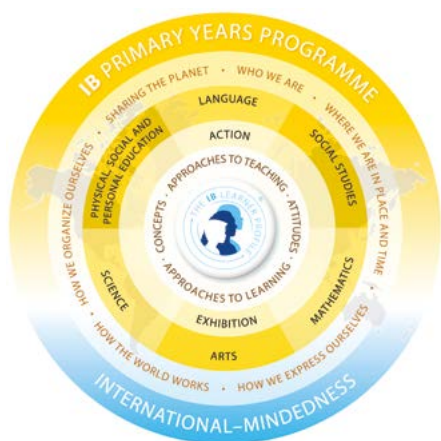 IB PRIMARY YEARS PROGRAMME
SHARING THE PLANET • WHO WE ARE • WHERE WE ARE IN PLACE AND TIME • HOW WE EXPRESS OURSELVES • HOW THE WORLD WORKS • HOW WE ORGANIZE OURSELVES •
LANGUAGE
SOCIAL STUDIES
MATHEMATICS
ARTS
SCIENCE
PHYSICAL, SOCIAL AND
PERSONAL EDUCATION
ACTION
EXHIBITION
CONCEPTS • APPROACHES TO TEACHING • ATTITUDES • APPROACHES TO LEARNING •
THE IB LEARNER PROFILE
INTERNATIONAL–MINDEDNESS